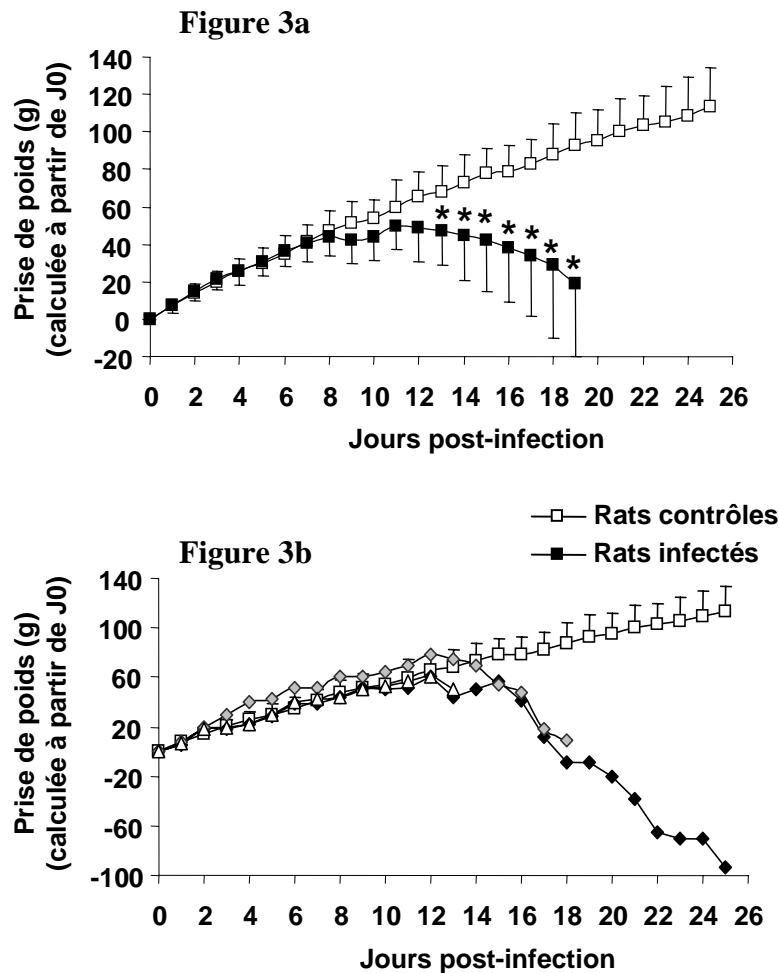 Figure 3a
Prise de poids (g)
(calculée à partir de J0)
140
120
100
80
60
40
20
0
-20
* * * * * * *
0 2 4 6 8 10 12 14 16 18 20 22 24 26
Jours post-infection
Rats contrôles
Rats infectés
Figure 3b
Prise de poids (g)
(calculée à partir de J0)
140
100
60
20
-20
-60
-100
0 2 4 6 8 10 12 14 16 18 20 22 24 26
Jours post-infection